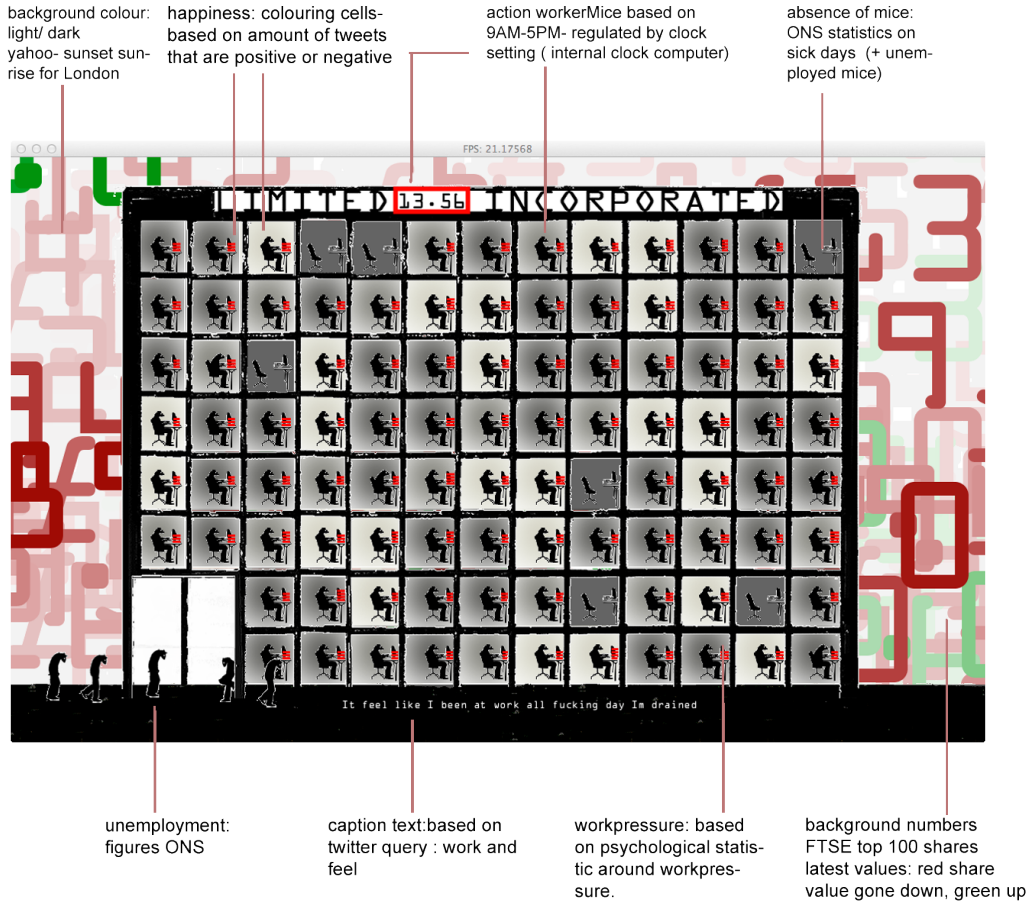 background colour:
light/ dark
yahoo- sunset sun-
rise for London
happiness: colouring cells-
based on amount of tweets
that are positive or negative
action workerMice based on
9AM-5PM- regulated by clock
setting ( internal clock computer)
absence of mice:
ONS statistics on
sick days  (+ unem-
ployed mice)
FPS: 21.17568
LIMITED 13.56 INCORPORATED
3
9
0
It feel like I been at work all fucking day Im drained
unemployment:
figures ONS
caption text:based on
twitter query : work and
feel
workpressure: based
on psychological statis-
tic around workpres-
sure.
background numbers
FTSE top 100 shares
latest values: red share
value gone down, green up